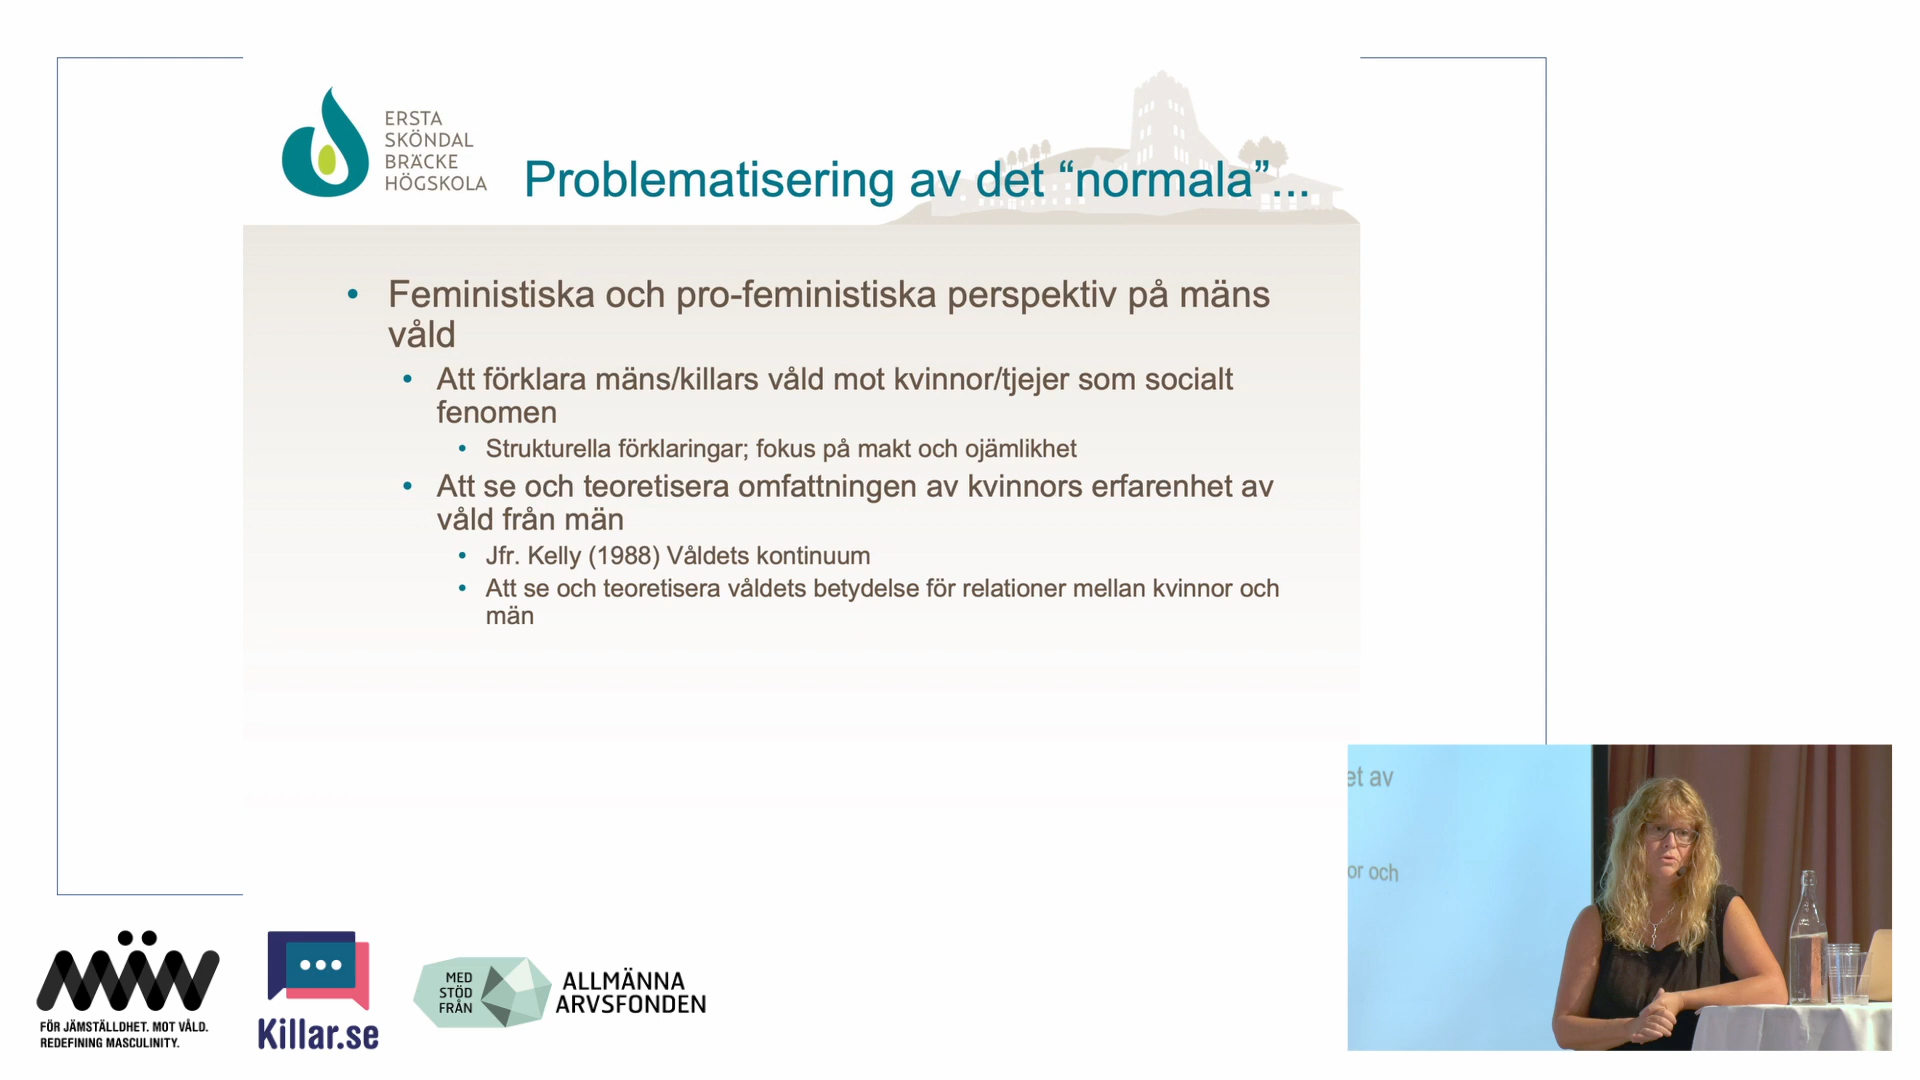 ERSTA
SKÖNDAL
BRÄCKE
HÖGSKOLA
Problematisering av det “normala”...
• Feministiska och pro-feministiska perspektiv på mäns
våld
• Att förklara mäns/killars våld mot kvinnor/tjejer som socialt
fenomen
• Strukturella förklaringar; fokus på makt och ojämlikhet
• Att se och teoretisera omfattningen av kvinnors erfarenhet av
våld från män
• Jfr. Kelly (1988) Våldets kontinuum
• Att se och teoretisera våldets betydelse för relationer mellan kvinnor och
män
et av
or och
MÄN
FÖR JÄMSTÄLLDHET. MOT VÅLD.
REDEFINING MASCULINITY.
Killar.se
MED
STÖD
FRÅN
ALLMÄNNA
ARVSFONDEN